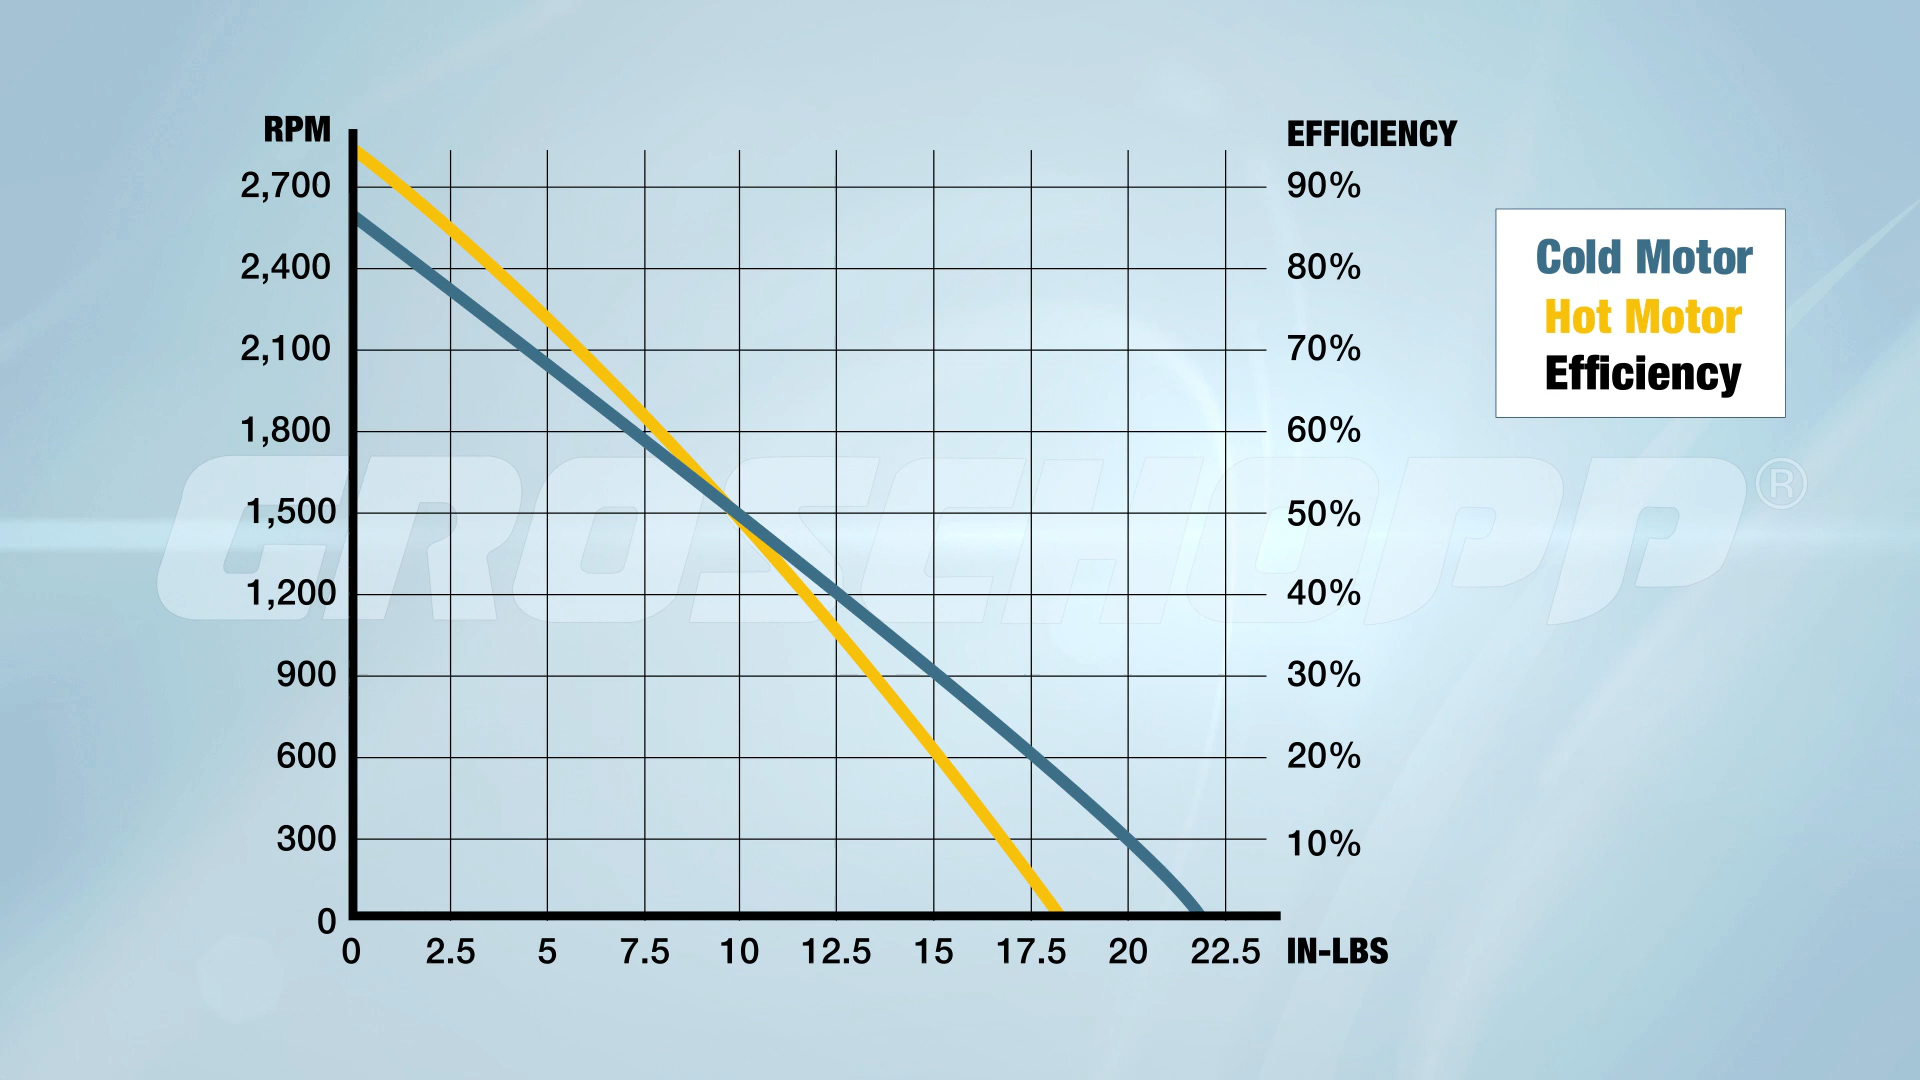 RPM
EFFICIENCY
2,700
90%
2,400
80%
2,100
70%
1,800
60%
1,500
50%
1,200
40%
900
30%
600
20%
300
10%
0
0 2.5 5 7.5 10 12.5 15 17.5 20 22.5 IN-LBS
Cold Motor
Hot Motor
Efficiency
GROSCHOPP®